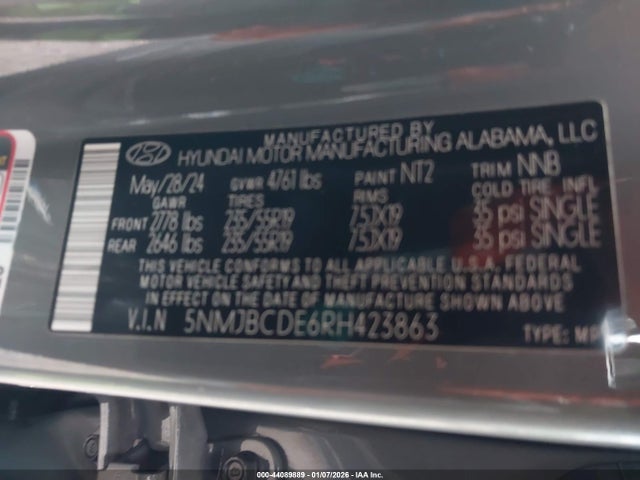 MANUFACTURED BY
HYUNDAI MOTOR MANUFACTURING ALABAMA, LLC
May/28/24 GVWR 4761 lbs PAINT NT2 TRIM NNB
GAWR TIRES RIMS COLD TIRE INFL
FRONT 2778 lbs 235/55R19 7.5JX19 35 psi SINGLE
REAR 2646 lbs 235/55R19 7.5JX19 35 psi SINGLE
THIS VEHICLE CONFORMS TO ALL APPLICABLE U.S.A. FEDERAL
MOTOR VEHICLE SAFETY AND THEFT PREVENTION STANDARDS
IN EFFECT ON THE DATE OF MANUFACTURE SHOWN ABOVE
V.I.N 5NMJBCDE6RH423863 TYPE:
000-44089889 - 01/07/2026 - IAA Inc.